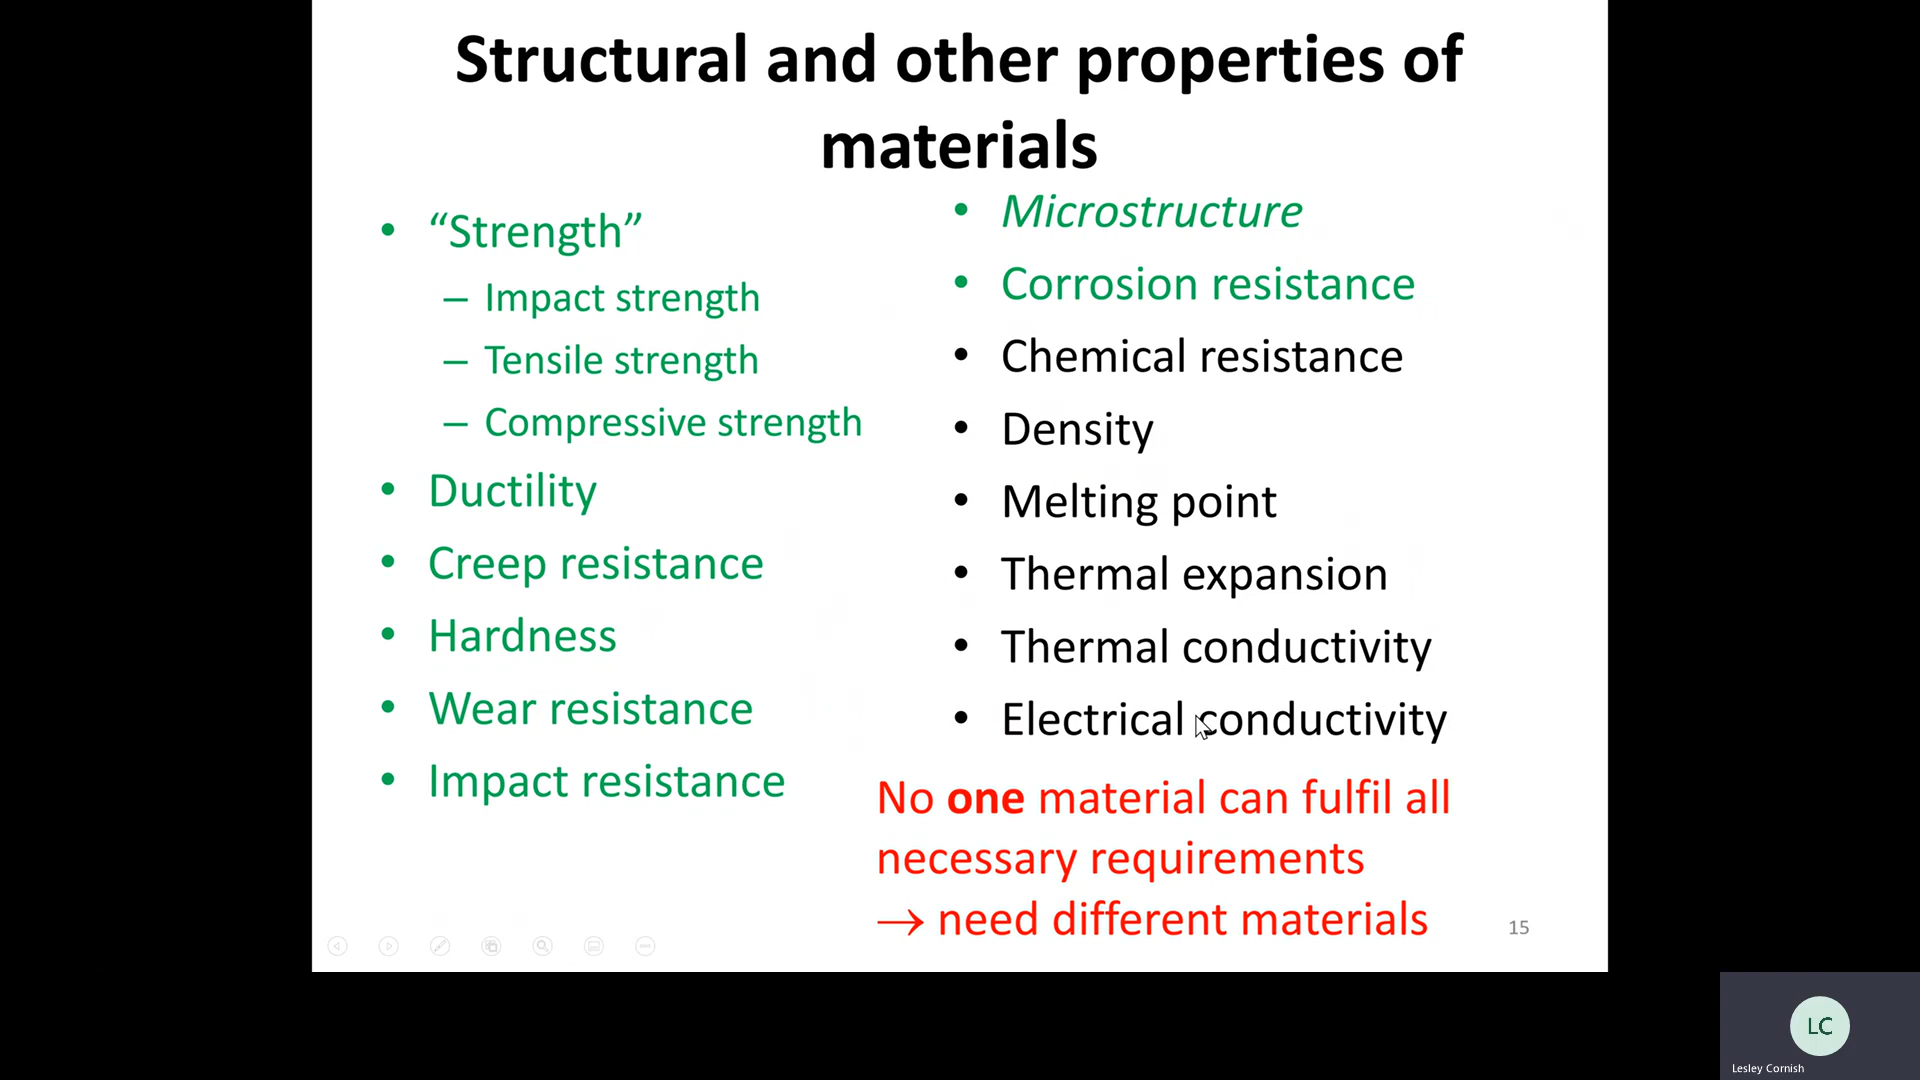 Structural and other properties of
materials
• “Strength”
– Impact strength
– Tensile strength
– Compressive strength
• Ductility
• Creep resistance
• Hardness
• Wear resistance
• Impact resistance
• Microstructure
• Corrosion resistance
• Chemical resistance
• Density
• Melting point
• Thermal expansion
• Thermal conductivity
• Electrical conductivity
No one material can fulfil all
necessary requirements
→ need different materials
15
LC
Lesley Cornish